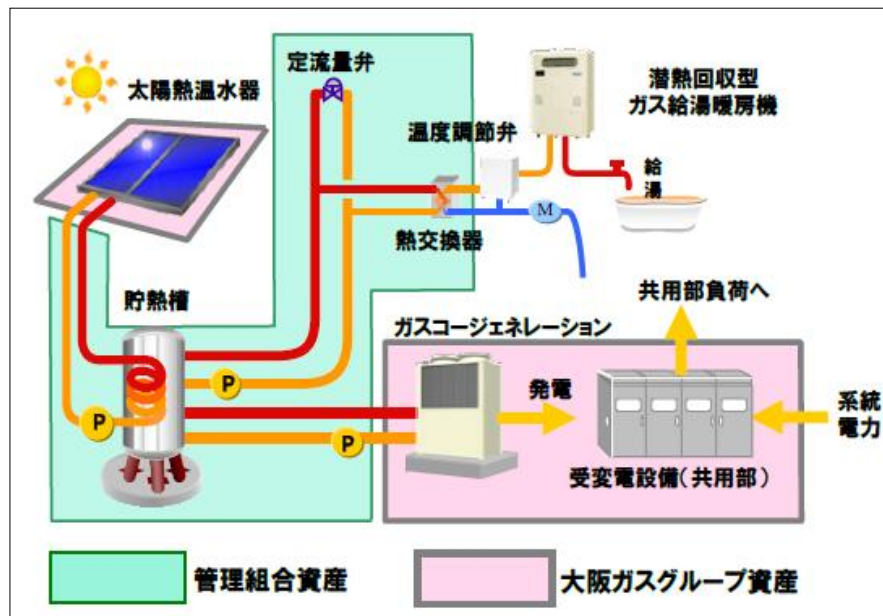 定流量弁
太陽熱温水器
潜熱回収型
ガス給湯暖房機
温度調節弁
給
湯
M
熱交換器
貯熱槽
共用部負荷へ
ガスコージェネレーション
P
発電
系統
電力
P
P
受変電設備(共用部)
管理組合資産
大阪ガスグループ資産